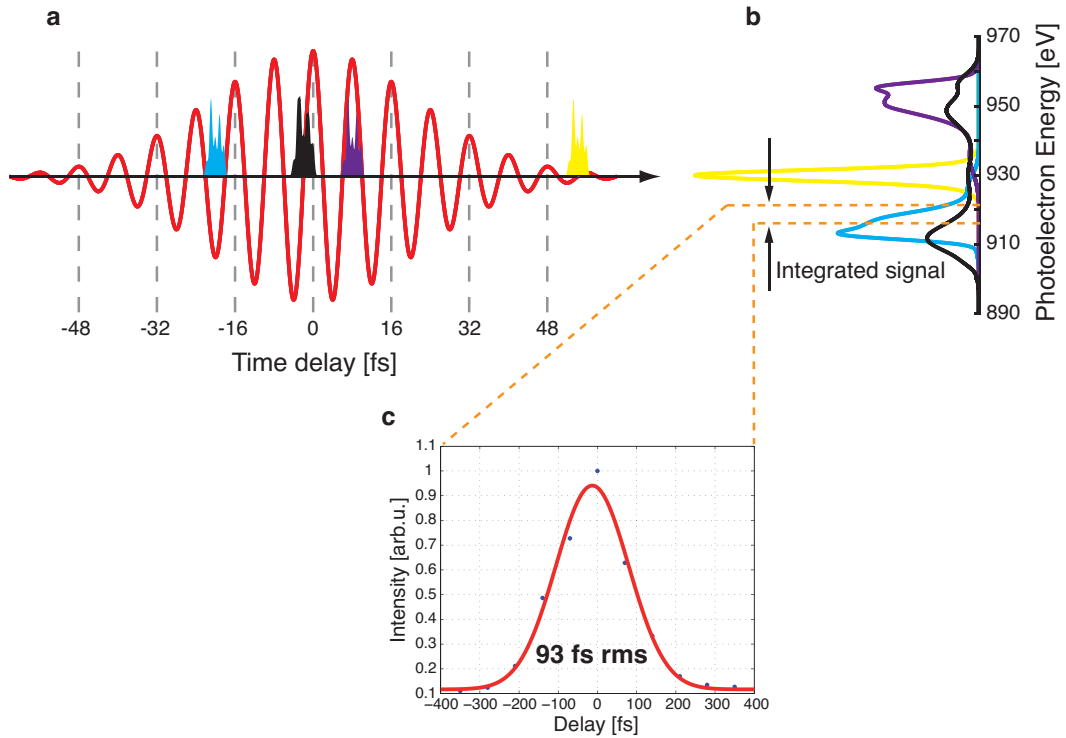 a
-48
-32
-16
0
16
32
48
Time delay [fs]
b
970
950
930
910
890
Photoelectron Energy [eV]
Integrated signal
c
1.1
1
0.9
0.8
0.7
0.6
0.5
0.4
0.3
0.2
0.1
Intensity [arb.u.]
93 fs rms
−400 −300 −200 −100 0 100 200 300 400
Delay [fs]